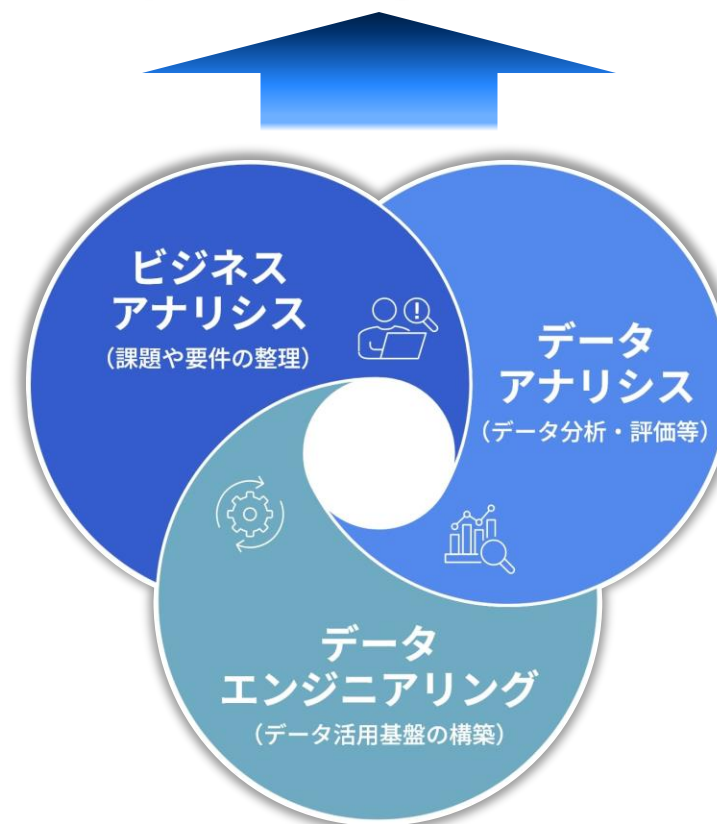 ビジネス
アナリシス
（課題や要件の整理）
データ
アナリシス
（データ分析・評価等）
データ
エンジニアリング
（データ活用基盤の構築）